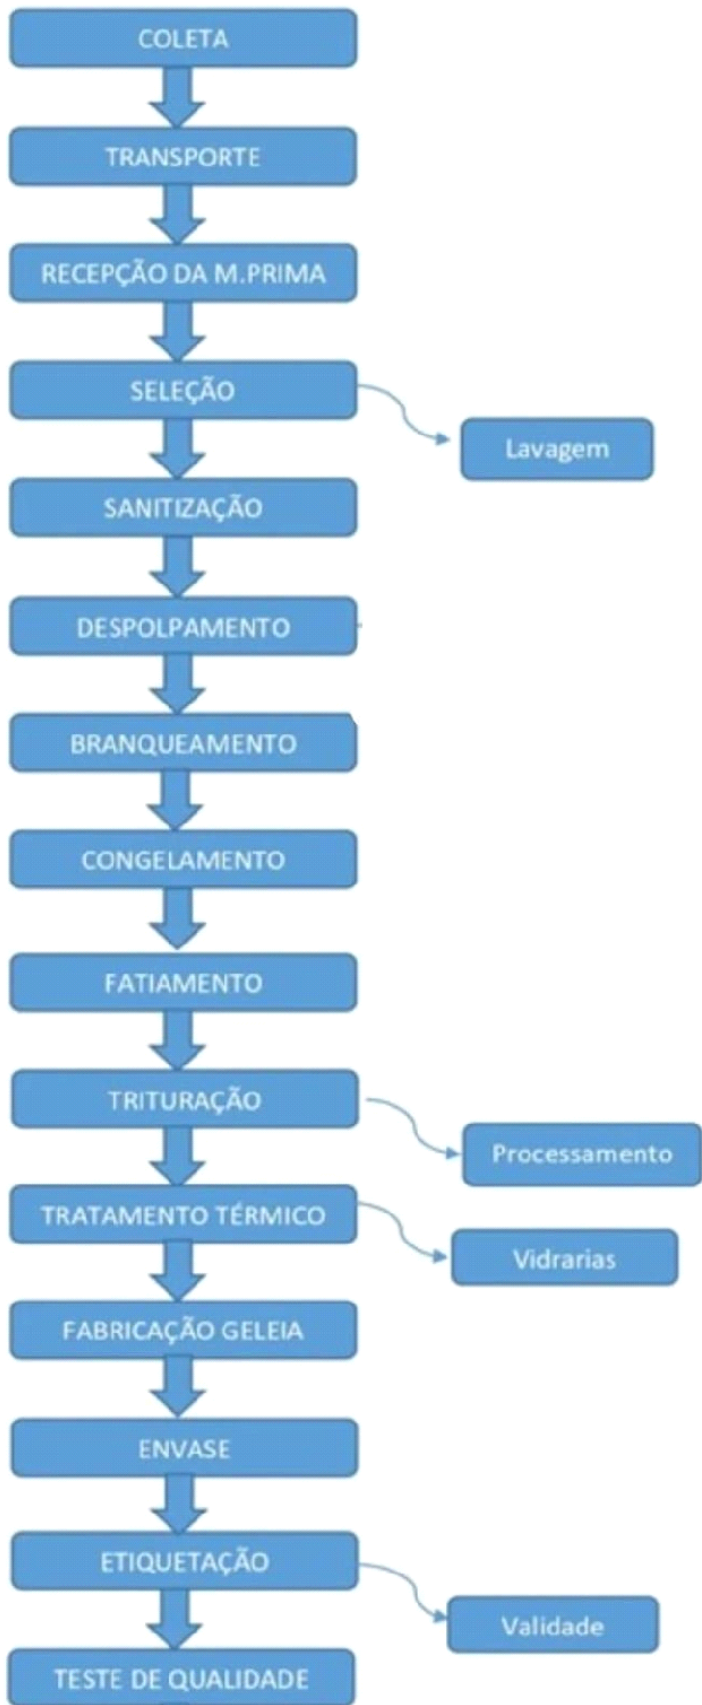 COLETA
TRANSPORTE
RECEPÇÃO DA M.PRIMA
SELEÇÃO
Lavagem
SANITIZAÇÃO
DESPOLPAMENTO
BRANQUEAMENTO
CONGELAMENTO
FATIAMENTO
TRITURAÇÃO
Processamento
TRATAMENTO TÉRMICO
Vidrarias
FABRICAÇÃO GELEIA
ENVASE
ETIQUETAÇÃO
Validade
TESTE DE QUALIDADE